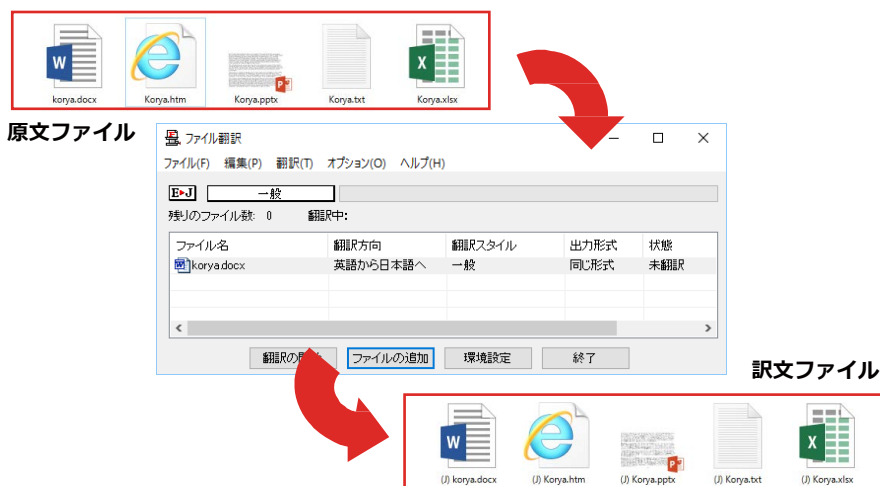 korya.docx Korya.htm Korya.pptx Korya.txt Korya.xlsx
原文ファイル
ファイル翻訳
ファイル(F) 編集(P) 翻訳(T) オプション(O) ヘルプ(H)
E▸J 一般
残りのファイル数: 0 翻訳中:
ファイル名 翻訳方向 翻訳スタイル 出力形式 状態
korya.docx 英語から日本語へ 一般 同じ形式 未翻訳
翻訳の ファイルの追加 環境設定 終了
訳文ファイル
(J) korya.docx (J) Korya.htm (J) Korya.pptx (J) Korya.txt (J) Korya.xlsx